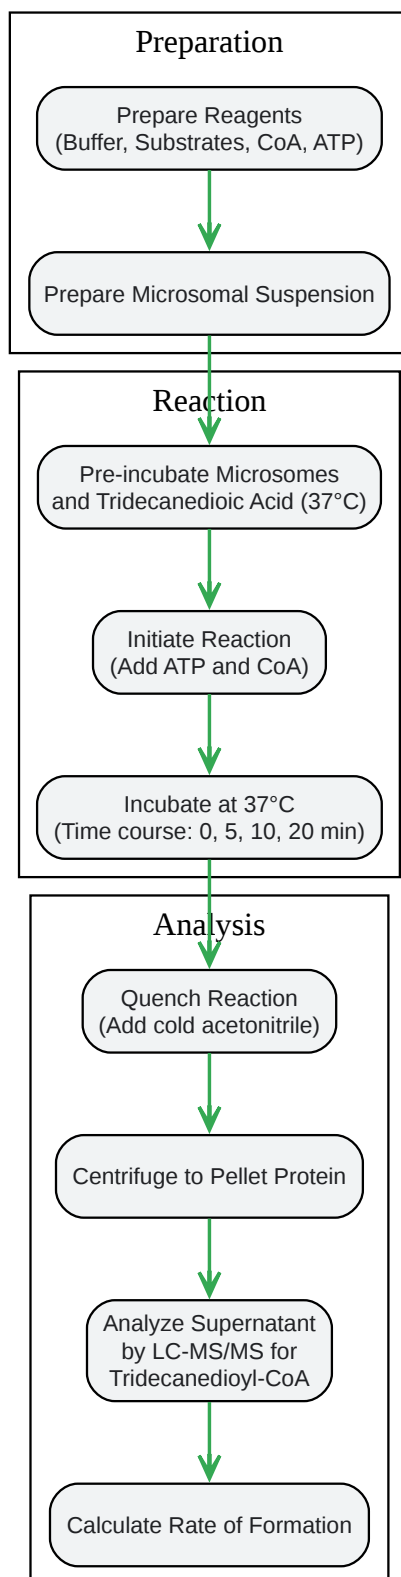 Preparation
Prepare Reagents
(Buffer, Substrates, CoA, ATP)
Prepare Microsomal Suspension
Reaction
Pre-incubate Microsomes
and Tridecanedioic Acid (37°C)
Initiate Reaction
(Add ATP and CoA)
Incubate at 37°C
(Time course: 0, 5, 10, 20 min)
Analysis
Quench Reaction
(Add cold acetonitrile)
Centrifuge to Pellet Protein
Analyze Supernatant
by LC-MS/MS for
Tridecanedioyl-CoA
Calculate Rate of Formation